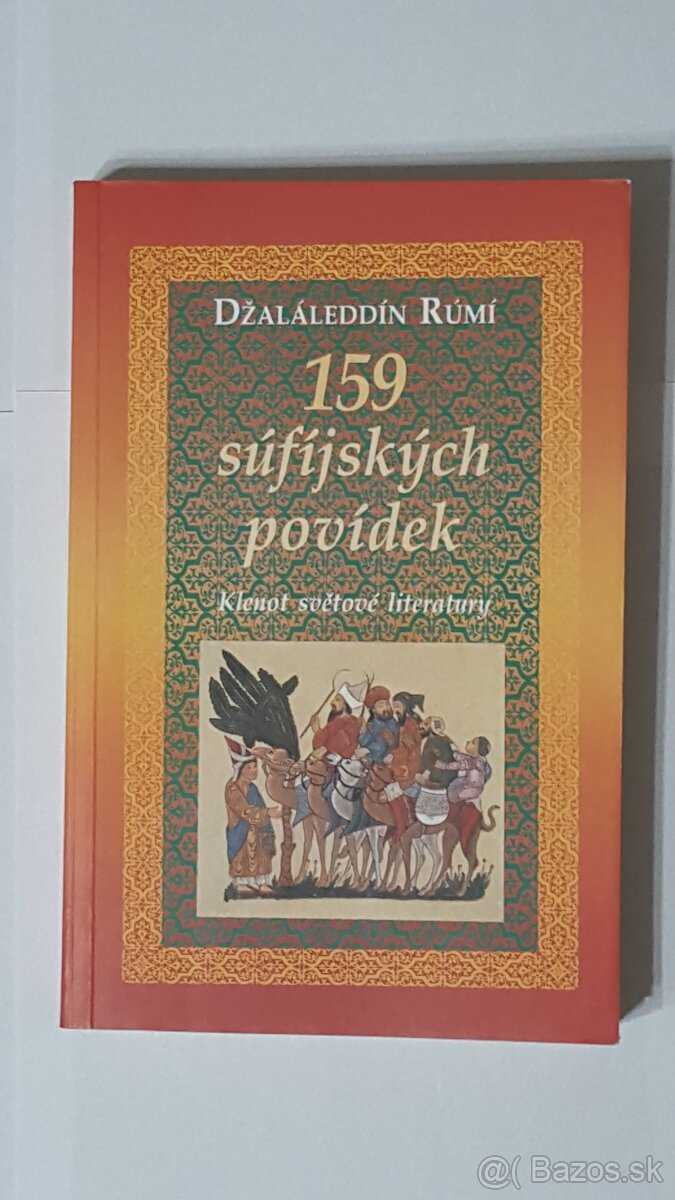 DŽALÁLEDDÍN RÚMÍ
159
súfíjských
povídek
Klenot světové literatury
@( Bazos.sk